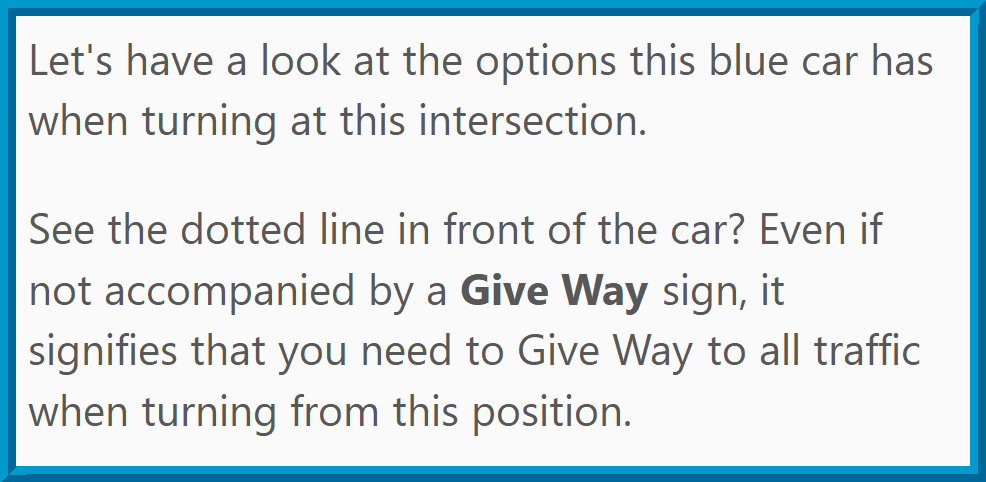 Let's have a look at the options this blue car has
when turning at this intersection.
See the dotted line in front of the car? Even if
not accompanied by a Give Way sign, it
signifies that you need to Give Way to all traffic
when turning from this position.